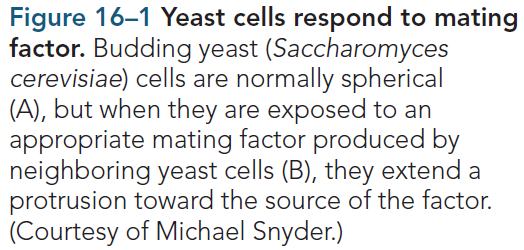 Figure 16–1 Yeast cells respond to mating
factor. Budding yeast (Saccharomyces
cerevisiae) cells are normally spherical
(A), but when they are exposed to an
appropriate mating factor produced by
neighboring yeast cells (B), they extend a
protrusion toward the source of the factor.
(Courtesy of Michael Snyder.)